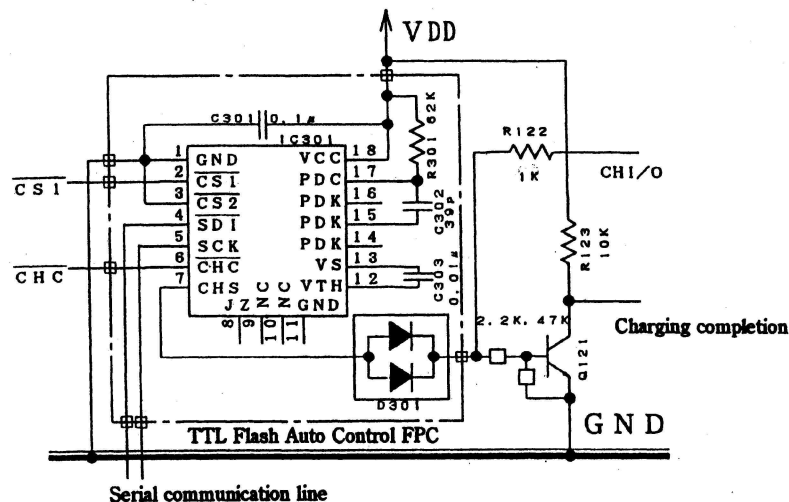 VDD
C301 0.1μ
IC301
R301 62K
1 GND VCC 18
CSI 2 CSI PDC 17
3 CS2 PDK 16
4 SDI PDK 15
5 SCK PDK 14
CHC 6 CHC VS 13
7 CHS VTH 12
J Z NC NC GND
8 9 10 11
C302 39P
C303 0.01μ
R122
1K
CHI/O
R123 10K
2.2K, 47K
Charging completion
Q121
D301
GND
TTL Flash Auto Control FPC
Serial communication line